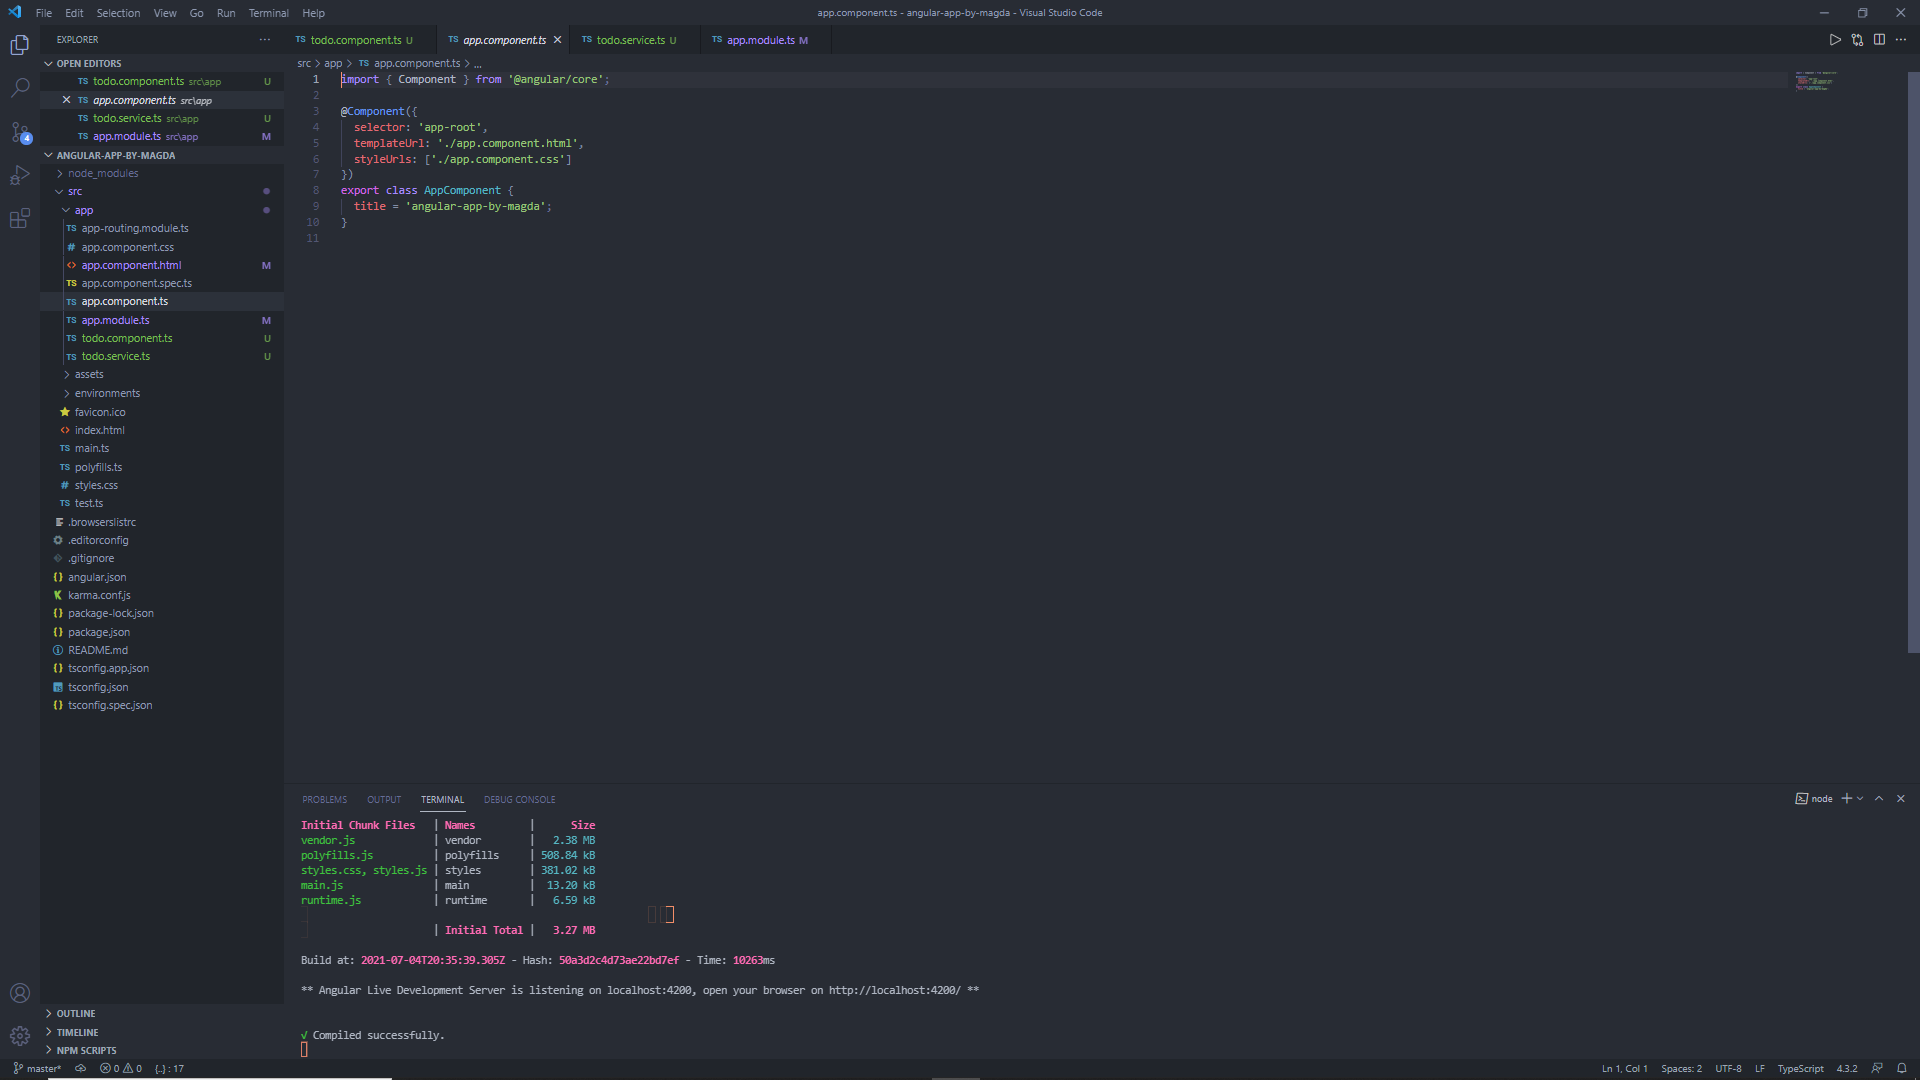 File Edit Selection View Go Run Terminal Help
app.component.ts - angular-app-by-magda - Visual Studio Code
EXPLORER
OPEN EDITORS
TS todo.component.ts src\app U
TS app.component.ts src\app
TS todo.service.ts src\app U
TS app.module.ts src\app M
4
ANGULAR-APP-BY-MAGDA
node_modules
src
app
TS app-routing.module.ts
# app.component.css
<> app.component.html M
TS app.component.spec.ts
TS app.component.ts
TS app.module.ts M
TS todo.component.ts U
TS todo.service.ts U
assets
environments
favicon.ico
<> index.html
TS main.ts
TS polyfills.ts
# styles.css
TS test.ts
.browserslistrc
.editorconfig
.gitignore
{} angular.json
karma.conf.js
{} package-lock.json
{} package.json
README.md
{} tsconfig.app.json
tsconfig.json
{} tsconfig.spec.json
OUTLINE
TIMELINE
NPM SCRIPTS
TS todo.component.ts U
TS app.component.ts
TS todo.service.ts U
TS app.module.ts M
src > app > TS app.component.ts > ...
1 import { Component } from '@angular/core';
2
3 @Component({
4 selector: 'app-root',
5 templateUrl: './app.component.html',
6 styleUrls: ['./app.component.css']
7 })
8 export class AppComponent {
9 title = 'angular-app-by-magda';
10 }
11
PROBLEMS OUTPUT TERMINAL DEBUG CONSOLE
node
Initial Chunk Files | Names | Size
vendor.js | vendor | 2.38 MB
polyfills.js | polyfills | 508.84 kB
styles.css, styles.js | styles | 381.02 kB
main.js | main | 13.20 kB
runtime.js | runtime | 6.59 kB
| Initial Total | 3.27 MB
Build at: 2021-07-04T20:35:39.305Z - Hash: 50a3d2c4d73ae22bd7ef - Time: 10263ms
** Angular Live Development Server is listening on localhost:4200, open your browser on http://localhost:4200/ **
√ Compiled successfully.
master* 0 0 {..} : 17
Ln 1, Col 1 Spaces: 2 UTF-8 LF TypeScript 4.3.2